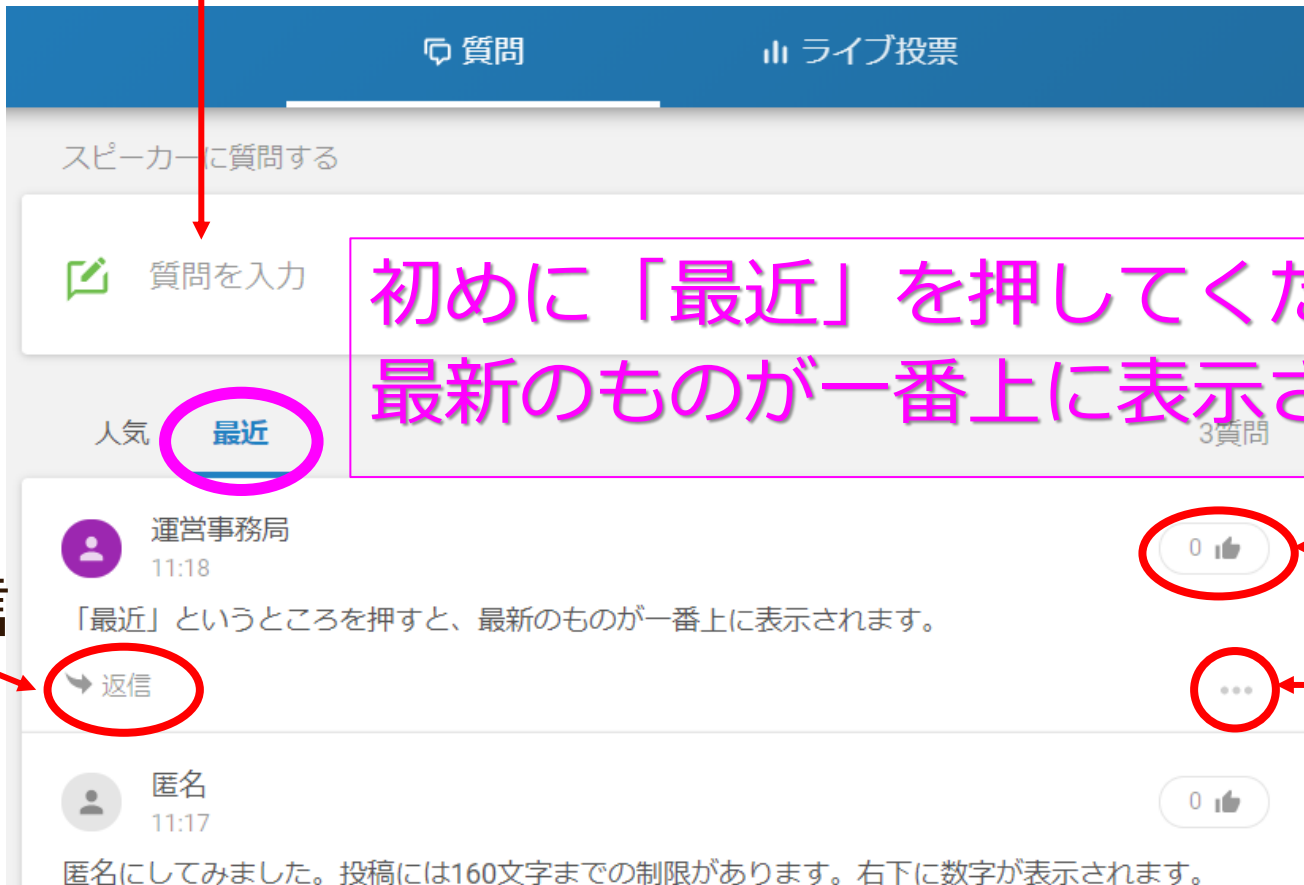 質問
ライブ投票
スピーカーに質問する
質問を入力
初めに「最近」を押してくだ
最新のものが一番上に表示さ
人気
最近
3質問
運営事務局
11:18
0
「最近」というところを押すと、最新のものが一番上に表示されます。
返信
匿名
11:17
0
匿名にしてみました。投稿には160文字までの制限があります。右下に数字が表示されます。